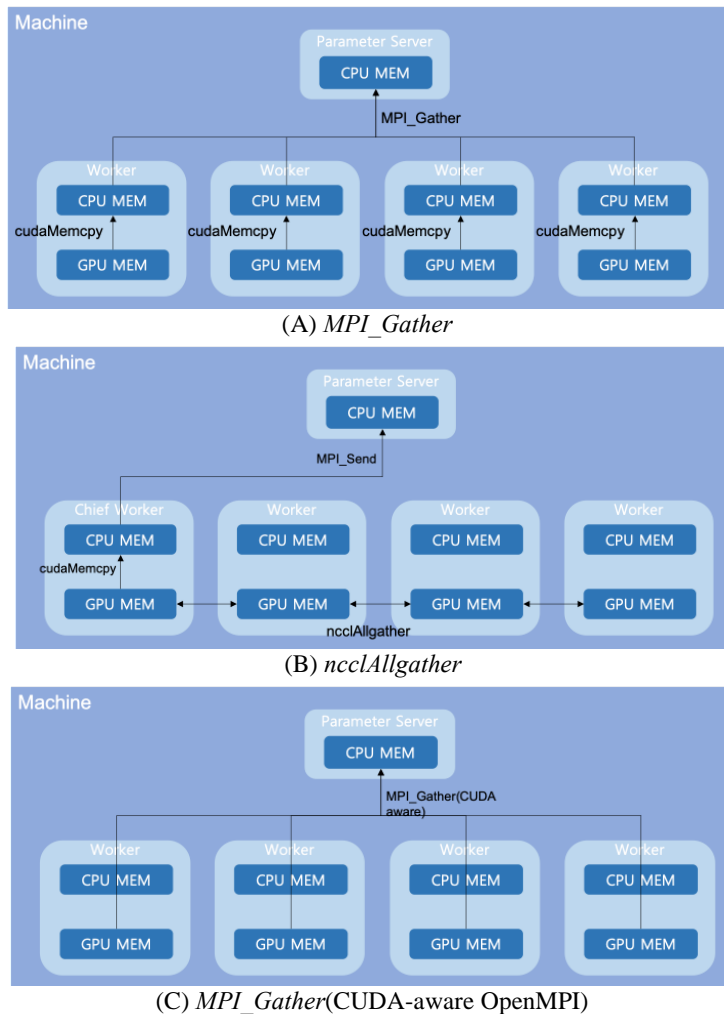 Machine
Parameter Server
CPU MEM
MPI_Gather
Worker Worker Worker Worker
CPU MEM CPU MEM CPU MEM CPU MEM
cudaMemcpy cudaMemcpy cudaMemcpy cudaMemcpy
GPU MEM GPU MEM GPU MEM GPU MEM
(A) MPI_Gather
Machine
Parameter Server
CPU MEM
MPI_Send
Chief Worker Worker Worker Worker
CPU MEM CPU MEM CPU MEM CPU MEM
cudaMemcpy
GPU MEM GPU MEM GPU MEM GPU MEM
ncclAllgather
(B) ncclAllgather
Machine
Parameter Server
CPU MEM
MPI_Gather(CUDA
aware)
Worker Worker Worker Worker
CPU MEM CPU MEM CPU MEM CPU MEM
GPU MEM GPU MEM GPU MEM GPU MEM
(C) MPI_Gather(CUDA-aware OpenMPI)